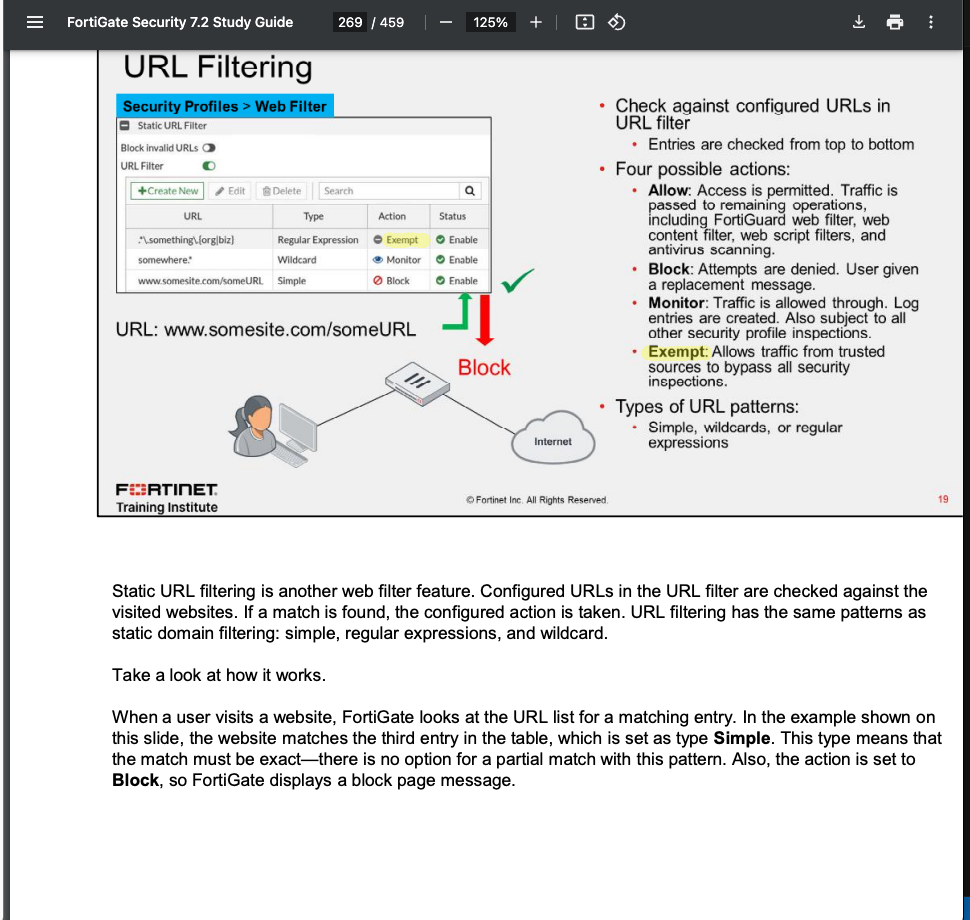 FortiGate Security 7.2 Study Guide
269 / 459
125%
URL Filtering
Security Profiles > Web Filter
Static URL Filter
Block invalid URLs
URL Filter
+Create New
Edit
Delete
Search
URL Type Action Status
.*\.something\.(org|biz) Regular Expression Exempt Enable
somewhere.* Wildcard Monitor Enable
www.somesite.com/someURL Simple Block Enable
URL: www.somesite.com/someURL
Block
Internet
• Check against configured URLs in
URL filter
• Entries are checked from top to bottom
• Four possible actions:
• Allow: Access is permitted. Traffic is
passed to remaining operations,
including FortiGuard web filter, web
content filter, web script filters, and
antivirus scanning.
• Block: Attempts are denied. User given
a replacement message.
• Monitor: Traffic is allowed through. Log
entries are created. Also subject to all
other security profile inspections.
• Exempt: Allows traffic from trusted
sources to bypass all security
inspections.
• Types of URL patterns:
• Simple, wildcards, or regular
expressions
FORTINET
Training Institute
© Fortinet Inc. All Rights Reserved.
19
Static URL filtering is another web filter feature. Configured URLs in the URL filter are checked against the
visited websites. If a match is found, the configured action is taken. URL filtering has the same patterns as
static domain filtering: simple, regular expressions, and wildcard.
Take a look at how it works.
When a user visits a website, FortiGate looks at the URL list for a matching entry. In the example shown on
this slide, the website matches the third entry in the table, which is set as type Simple. This type means that
the match must be exact—there is no option for a partial match with this pattern. Also, the action is set to
Block, so FortiGate displays a block page message.